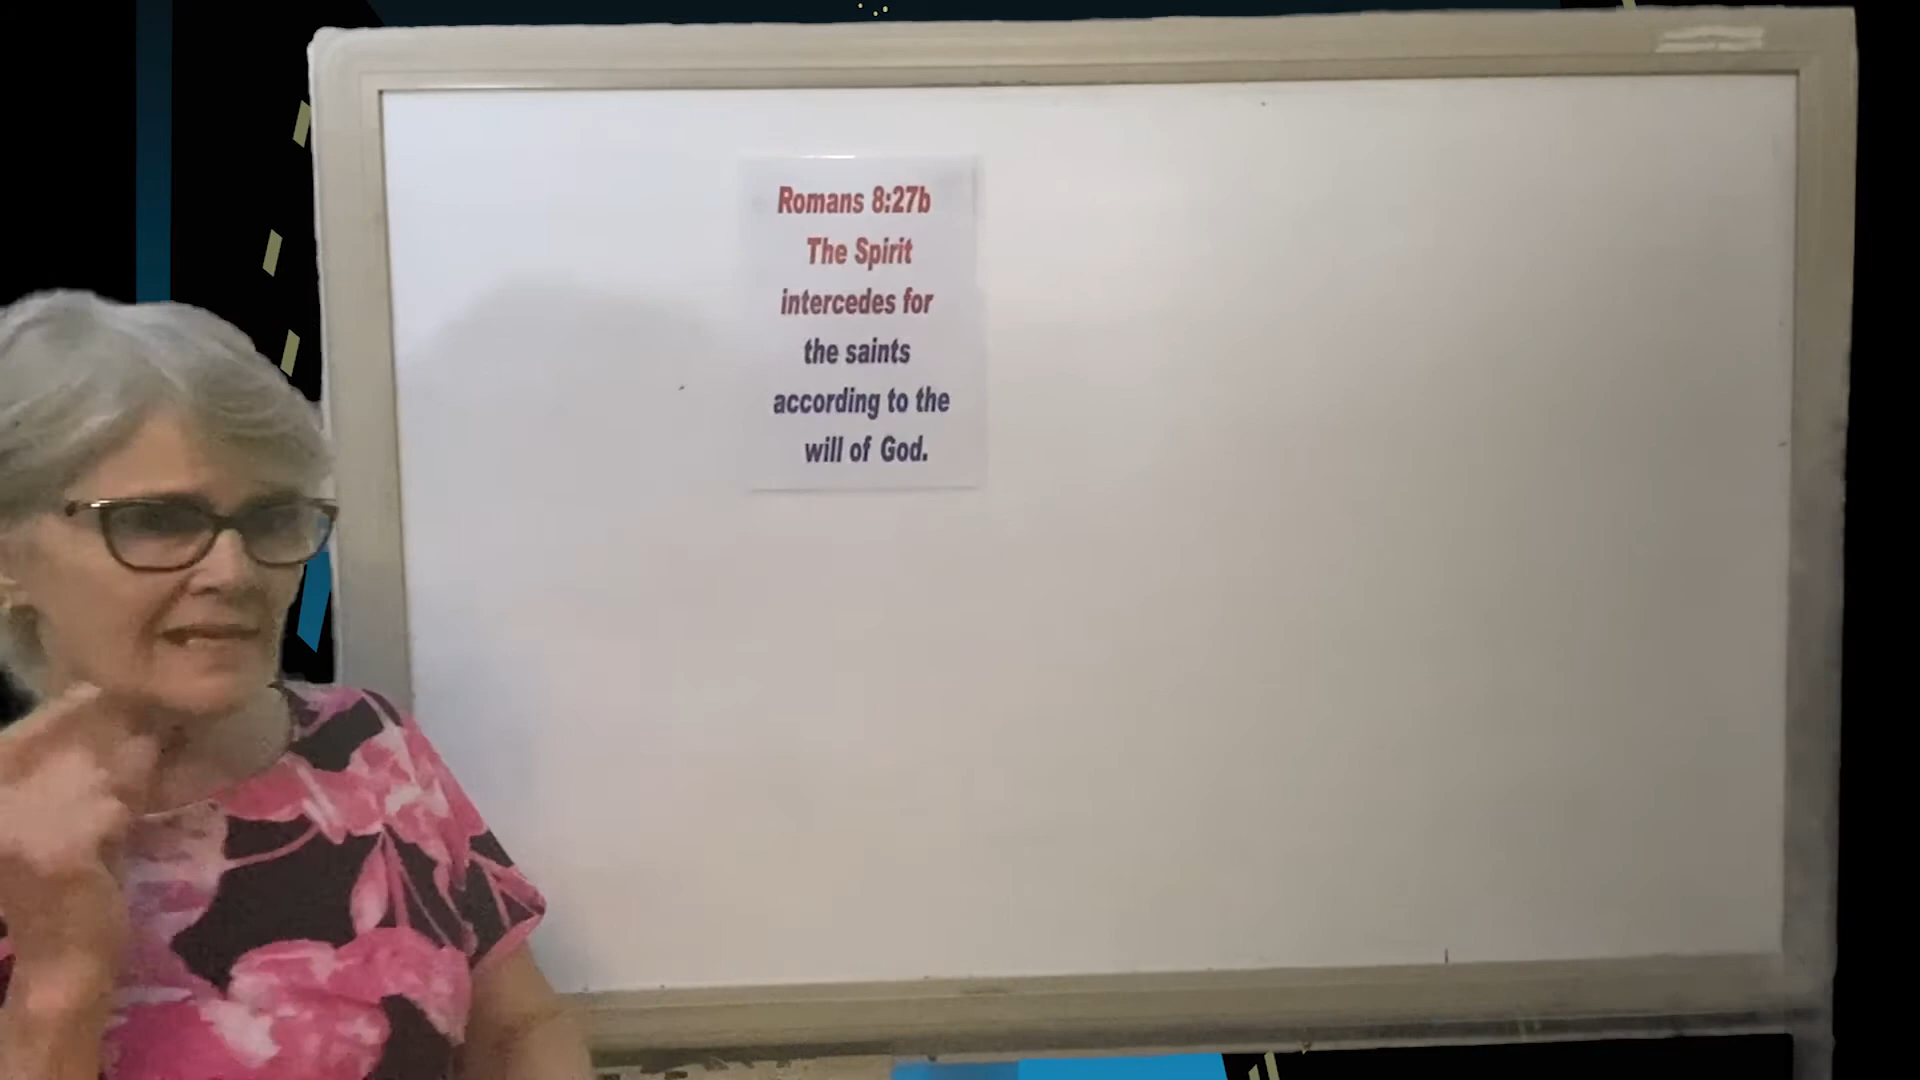 Romans 8:27b
The Spirit
intercedes for
the saints
according to the
will of God.